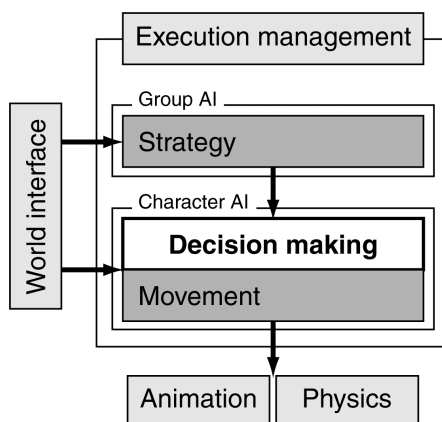 Execution management
Group AI
Strategy
World interface
Character AI
Decision making
Movement
Animation
Physics